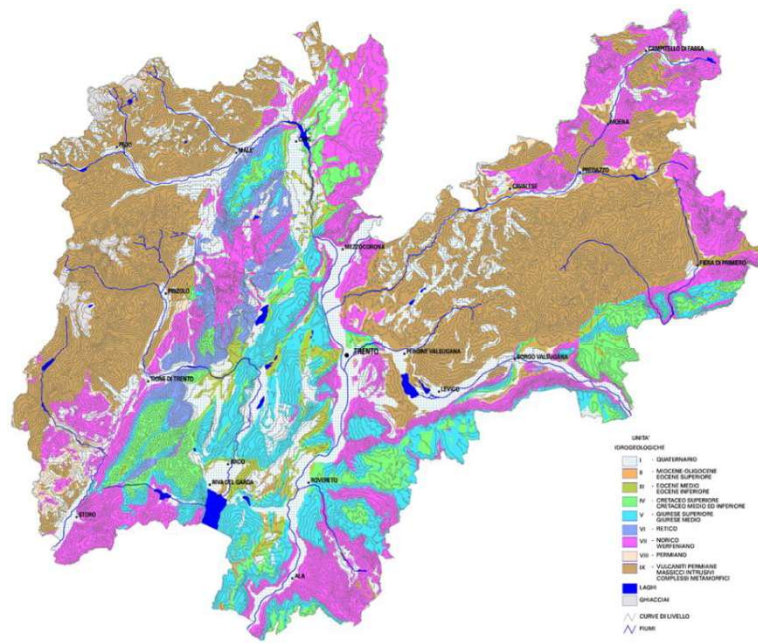 CAMPITELLO DI FASSA
MOENA
PREDAZZO
CAVALESE
FIERA DI PRIMIERO
MALE'
MEZZOCORONA
PINZOLO
TRENTO
PERGINE VALSUGANA
BORGO VALSUGANA
LEVICO
TIONE DI TRENTO
ARCO
RIVA DEL GARDA
ROVERETO
STORO
ALA
UNITA'
IDROGEOLOGICHE
I - QUATERNARIO
II - MIOCENE-OLIGOCENE
EOCENE SUPERIORE
III - EOCENE MEDIO
EOCENE INFERIORE
IV - CRETACEO SUPERIORE
CRETACEO MEDIO ED INFERIORE
V - GIURESE SUPERIORE
GIURESE MEDIO
VI - RETICO
VII - NORICO
WERFENIANO
VIII - PERMIANO
IX - VULCANITI PERMIANE
MASSICCI INTRUSIVI
COMPLESSI METAMORFICI
LAGHI
GHIACCIAI
CURVE DI LIVELLO
FIUMI